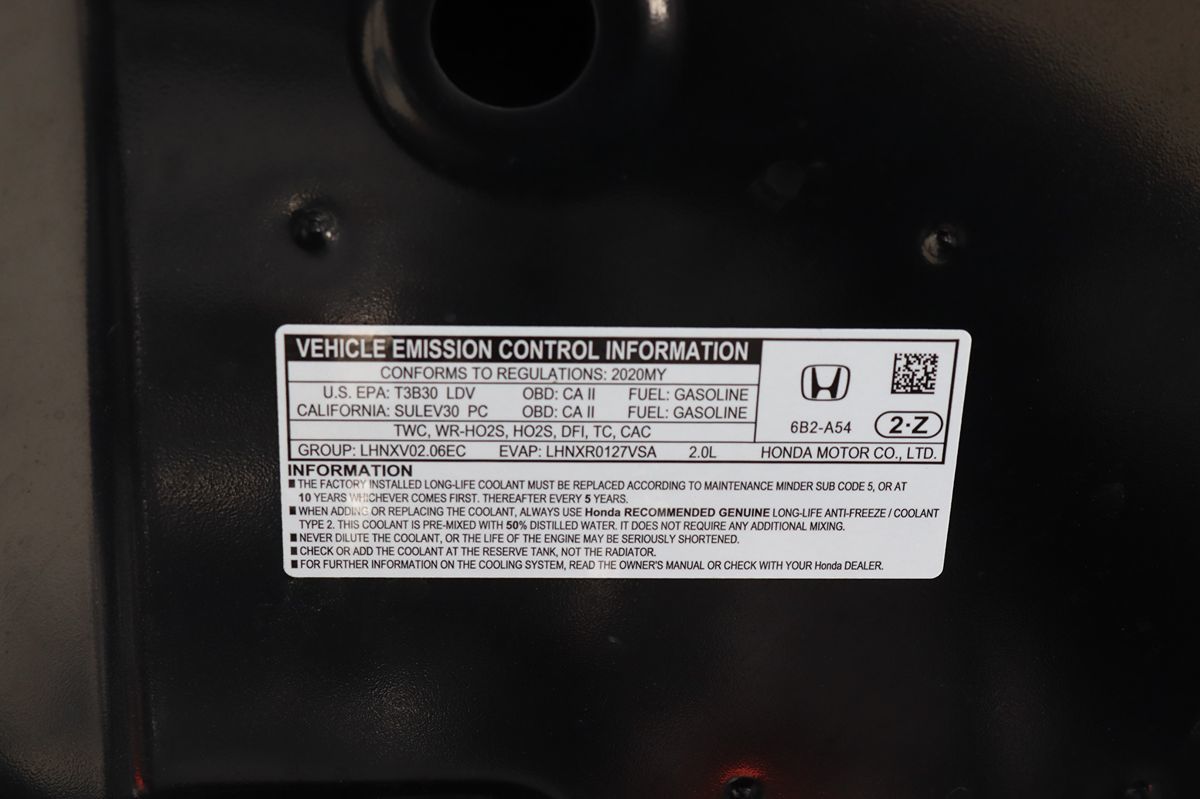 VEHICLE EMISSION CONTROL INFORMATION
CONFORMS TO REGULATIONS: 2020MY
U.S. EPA: T3B30 LDV OBD: CA II FUEL: GASOLINE
CALIFORNIA: SULEV30 PC OBD: CA II FUEL: GASOLINE
TWC, WR-HO2S, HO2S, DFI, TC, CAC
6B2-A54 2·Z
GROUP: LHNXV02.06EC EVAP: LHNXR0127VSA 2.0L HONDA MOTOR CO., LTD.
INFORMATION
■ THE FACTORY INSTALLED LONG-LIFE COOLANT MUST BE REPLACED ACCORDING TO MAINTENANCE MINDER SUB CODE 5, OR AT
10 YEARS WHICHEVER COMES FIRST. THEREAFTER EVERY 5 YEARS.
■ WHEN ADDING OR REPLACING THE COOLANT, ALWAYS USE Honda RECOMMENDED GENUINE LONG-LIFE ANTI-FREEZE / COOLANT
TYPE 2. THIS COOLANT IS PRE-MIXED WITH 50% DISTILLED WATER. IT DOES NOT REQUIRE ANY ADDITIONAL MIXING.
■ NEVER DILUTE THE COOLANT, OR THE LIFE OF THE ENGINE MAY BE SERIOUSLY SHORTENED.
■ CHECK OR ADD THE COOLANT AT THE RESERVE TANK, NOT THE RADIATOR.
■ FOR FURTHER INFORMATION ON THE COOLING SYSTEM, READ THE OWNER'S MANUAL OR CHECK WITH YOUR Honda DEALER.